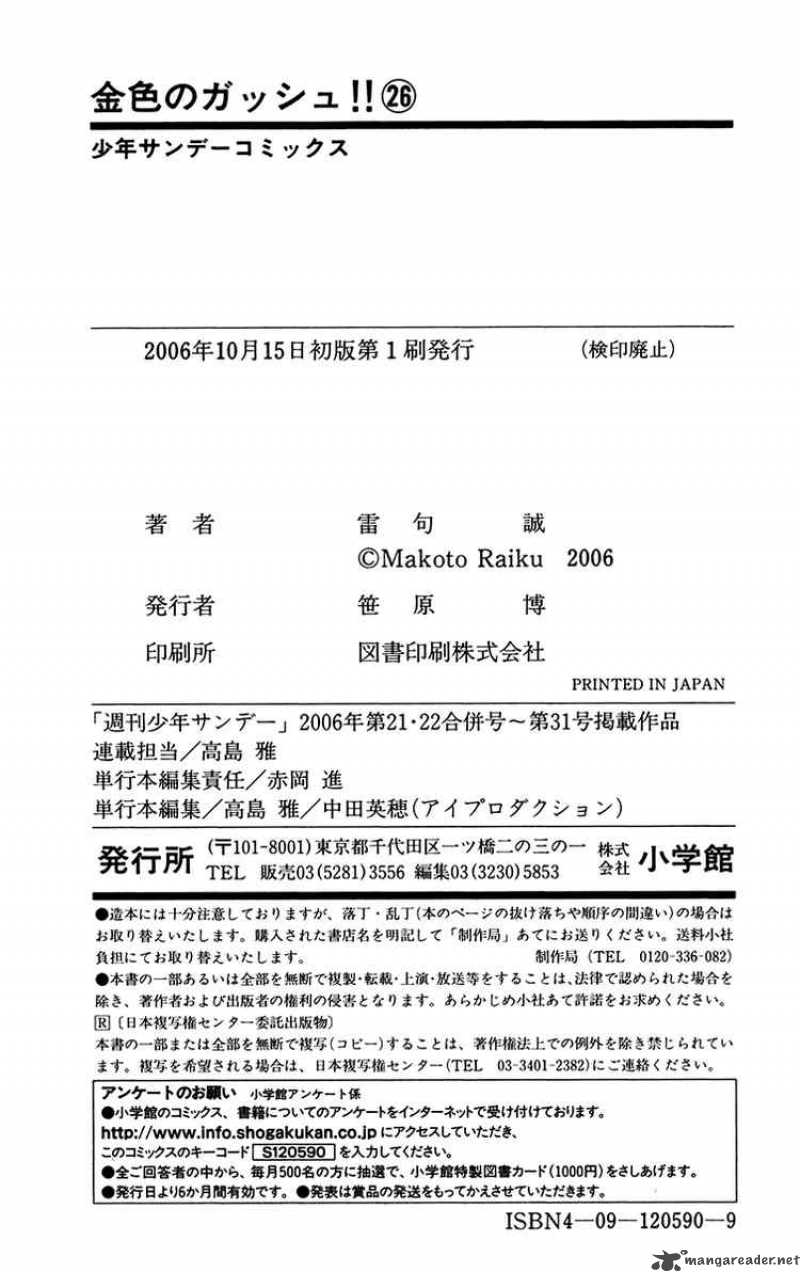 金色のガッシュ!!㉖
少年サンデーコミックス
2006年10月15日初版第1刷発行 (検印廃止)
著者 雷句 誠
©Makoto Raiku 2006
発行者 笹原 博
印刷所 図書印刷株式会社
PRINTED IN JAPAN
「週刊少年サンデー」2006年第21・22合併号～第31号掲載作品
連載担当/高島 雅
単行本編集責任/赤岡 進
単行本編集/高島 雅/中田英穂(アイプロダクション)
発行所 (〒101-8001)東京都千代田区一ツ橋二の三の一 株式会社 小学館
TEL 販売03(5281)3556 編集03(3230)5853
●造本には十分注意しておりますが、落丁・乱丁(本のページの抜け落ちや順序の間違い)の場合は
お取り替えいたします。購入された書店名を明記して「制作局」あてにお送りください。送料小社
負担にてお取り替えいたします。 制作局(TEL 0120-336-082)
●本書の一部あるいは全部を無断で複製・転載・上演・放送等をすることは、法律で認められた場合を
除き、著作者および出版者の権利の侵害となります。あらかじめ小社あて許諾をお求めください。
R〔日本複写権センター委託出版物〕
本書の一部または全部を無断で複写(コピー)することは、著作権法上での例外を除き禁じられてい
ます。複写を希望される場合は、日本複写権センター(TEL 03-3401-2382)にご連絡ください。
アンケートのお願い 小学館アンケート係
●小学館のコミックス、書籍についてのアンケートをインターネットで受け付けております。
http://www.info.shogakukan.co.jp にアクセスしていただき、
このコミックスのキーコード S120590 を入力してください。
●全ご回答者の中から、毎月500名の方に抽選で、小学館特製図書カード(1000円)をさしあげます。
●発行日より6か月間有効です。●発表は賞品の発送をもってかえさせていただきます。
ISBN4-09-120590-9
mangareader.net